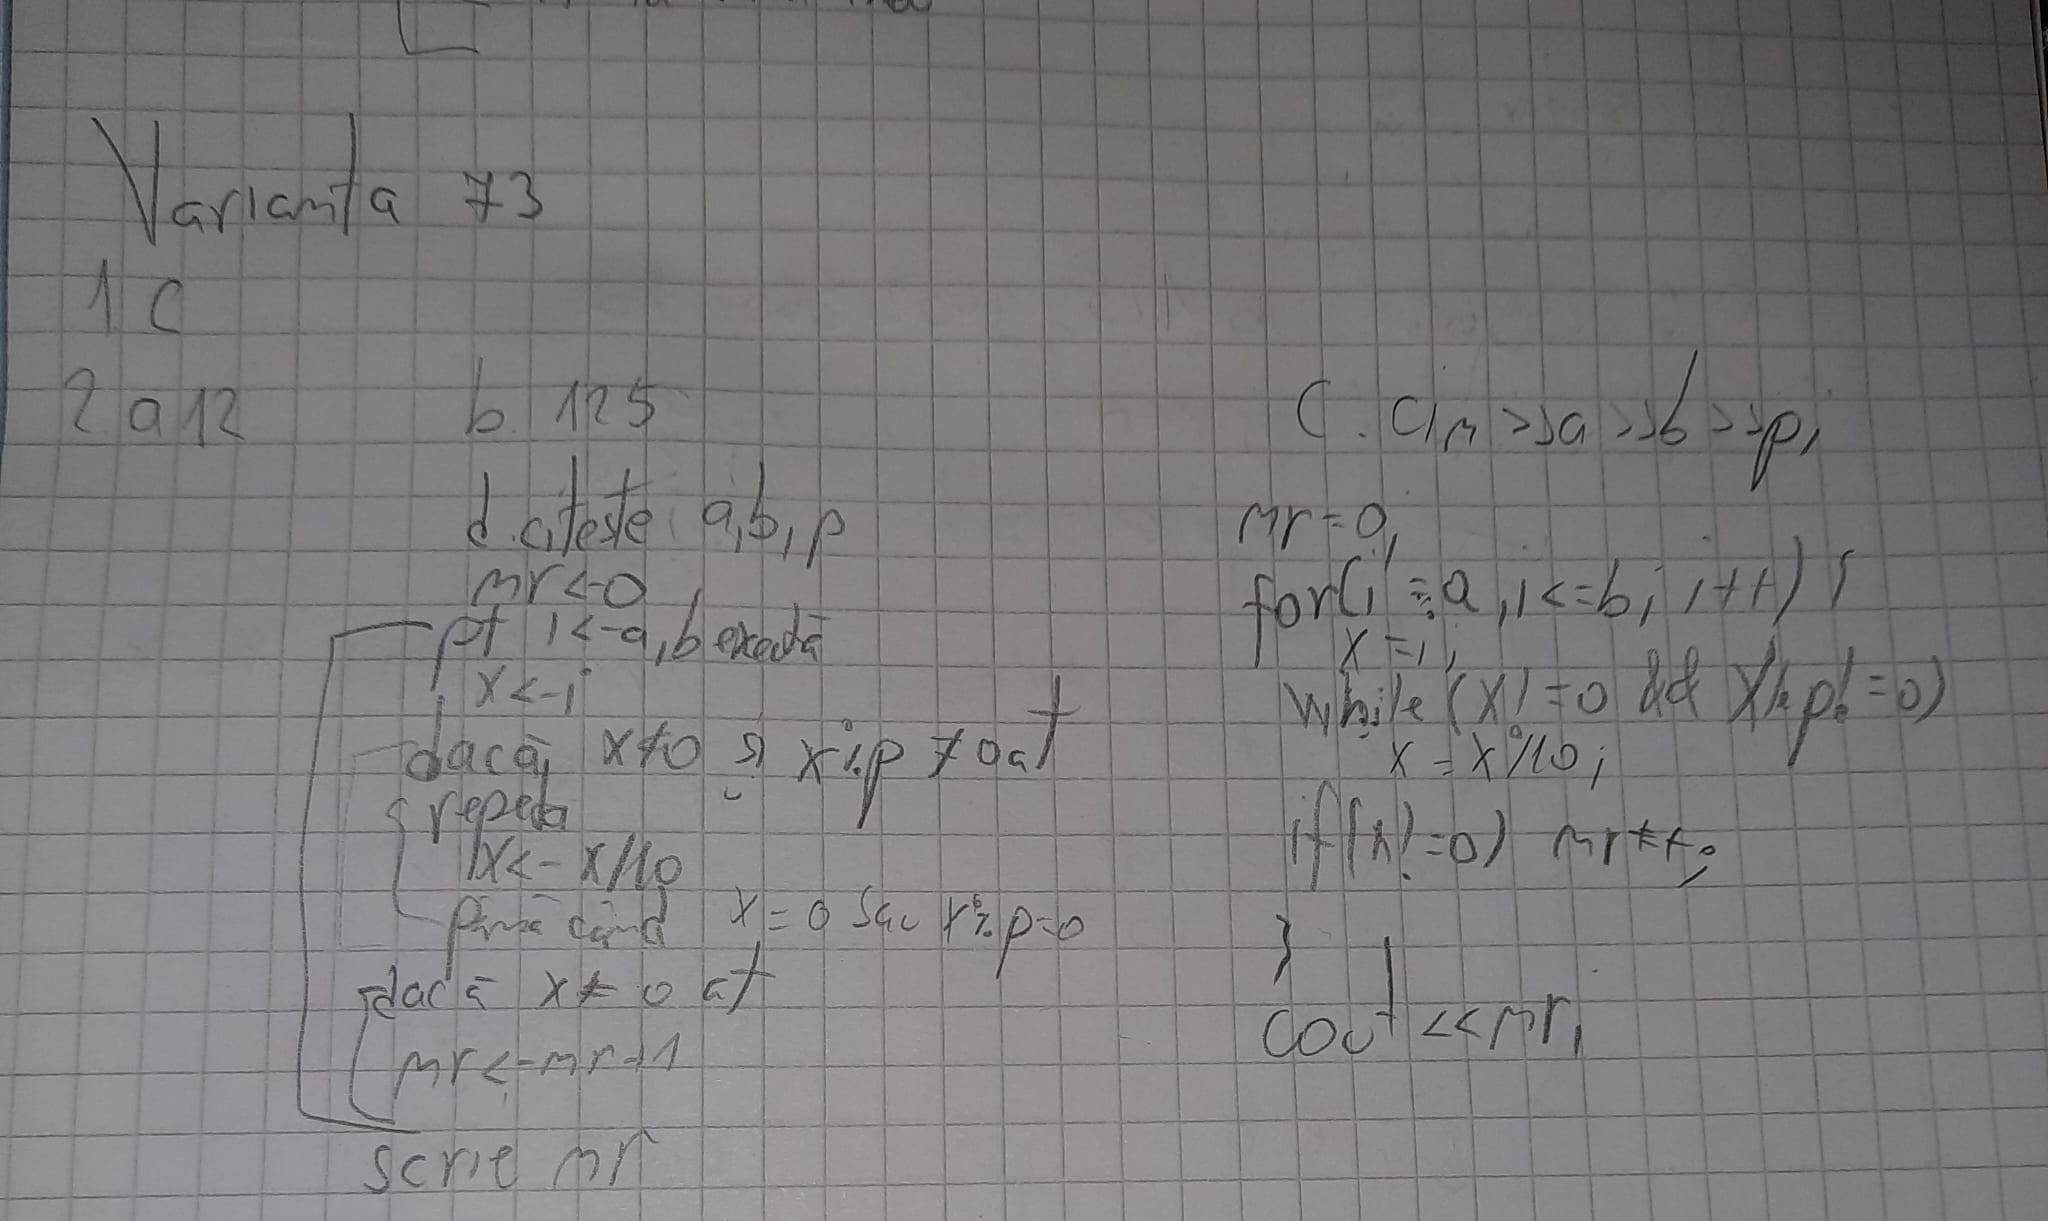 Varianta 73
1 C
2 a 12
b. 125
d. citeste a, b, p
nr <- 0
pt i <- a, b execută
x <- i
dacă x ≠ 0 și x % p ≠ 0 at
repetă
x <- x/10
până când x = 0 sau x % p = 0
dacă x ≠ 0 at
nr <- nr + 1
scrie nr
C. cin >> a >> b >> p;
nr = 0;
for(i = a; i <= b; i++) {
x = i;
while (x != 0 && x % p != 0)
x = x % 10;
if (x != 0) nr++;
}
cout << nr;